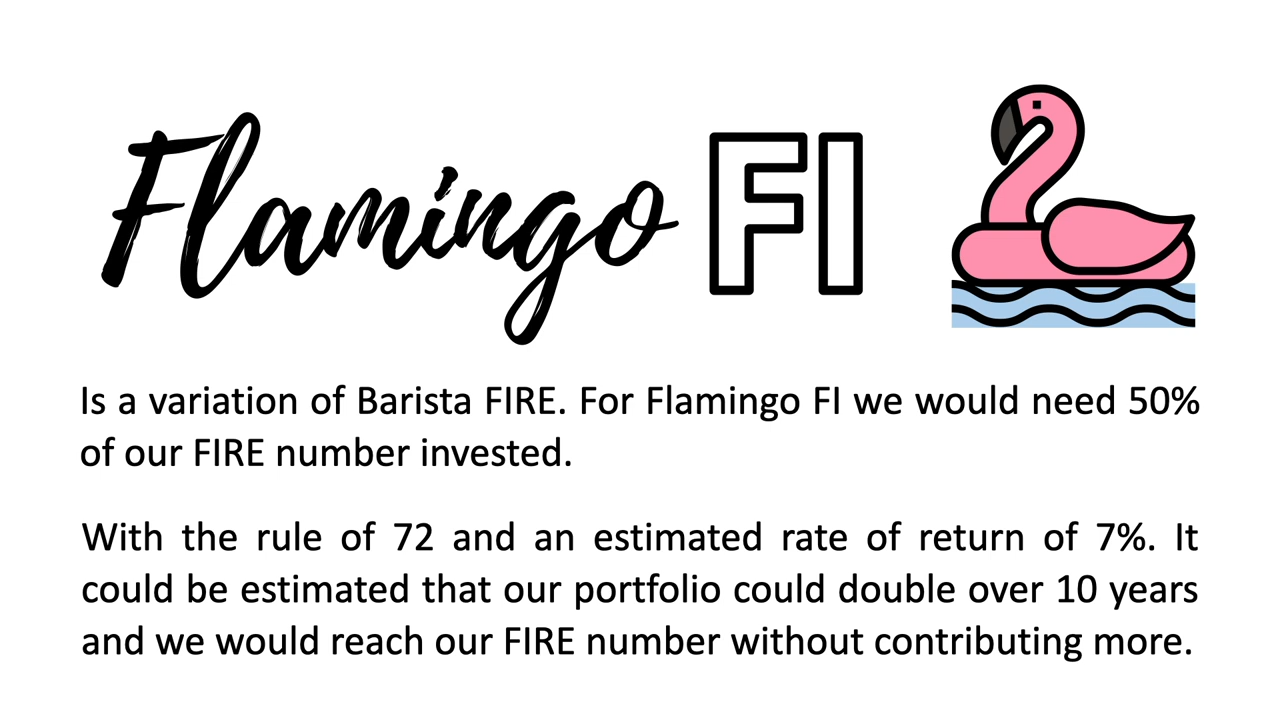 Flamingo FI
Is a variation of Barista FIRE. For Flamingo FI we would need 50%
of our FIRE number invested.
With the rule of 72 and an estimated rate of return of 7%. It
could be estimated that our portfolio could double over 10 years
and we would reach our FIRE number without contributing more.